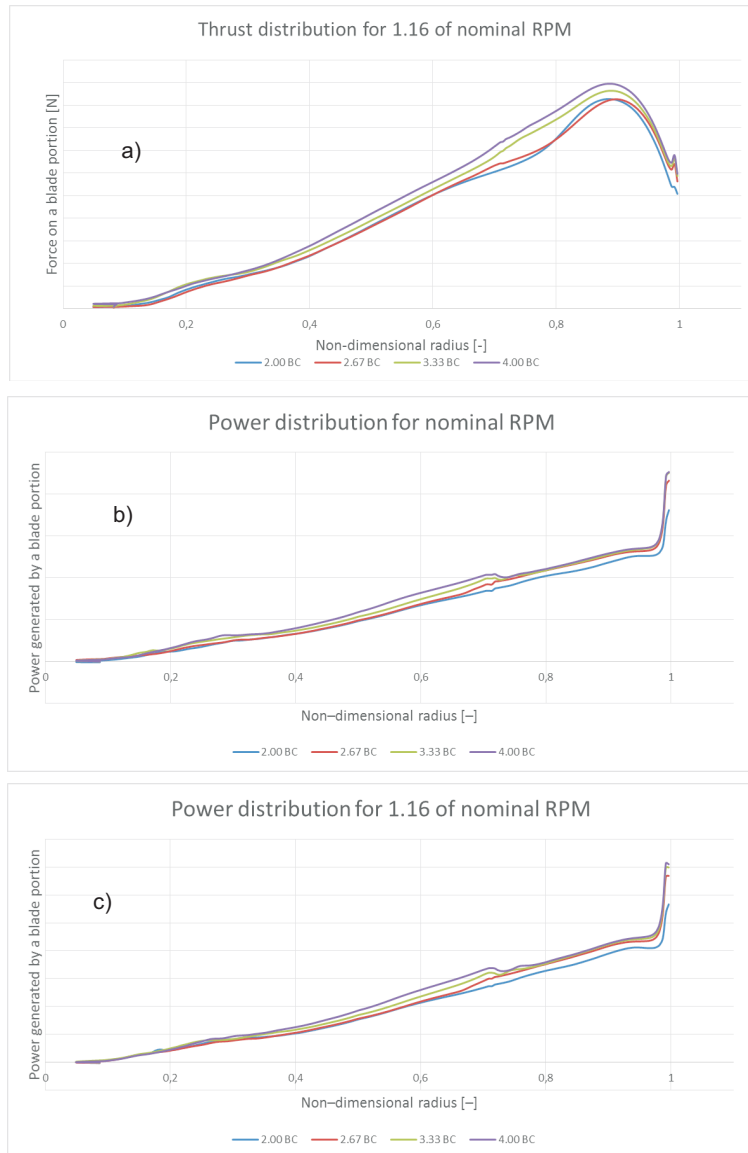 Thrust distribution for 1.16 of nominal RPM
a)
Force on a blade portion [N]
0 0,2 0,4 0,6 0,8 1
Non-dimensional radius [-]
2.00 BC 2.67 BC 3.33 BC 4.00 BC
Power distribution for nominal RPM
b)
Power generated by a blade portion
0 0,2 0,4 0,6 0,8 1
Non–dimensional radius [–]
2.00 BC 2.67 BC 3.33 BC 4.00 BC
Power distribution for 1.16 of nominal RPM
c)
Power generated by a blade portion
0 0,2 0,4 0,6 0,8 1
Non–dimensional radius [–]
2.00 BC 2.67 BC 3.33 BC 4.00 BC